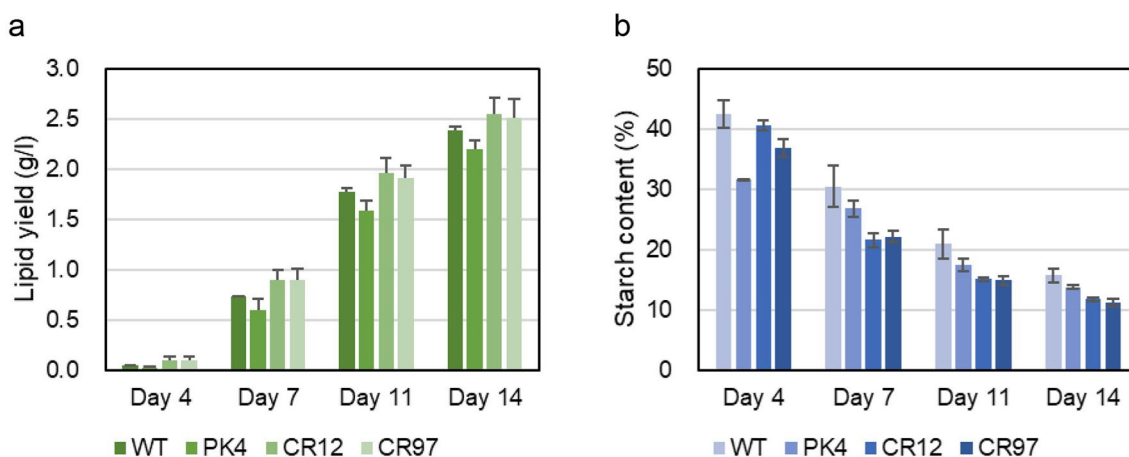 a
Lipid yield (g/l)
3.0
2.5
2.0
1.5
1.0
0.5
0.0
Day 4 Day 7 Day 11 Day 14
WT PK4 CR12 CR97
b
Starch content (%)
50
40
30
20
10
0
Day 4 Day 7 Day 11 Day 14
WT PK4 CR12 CR97